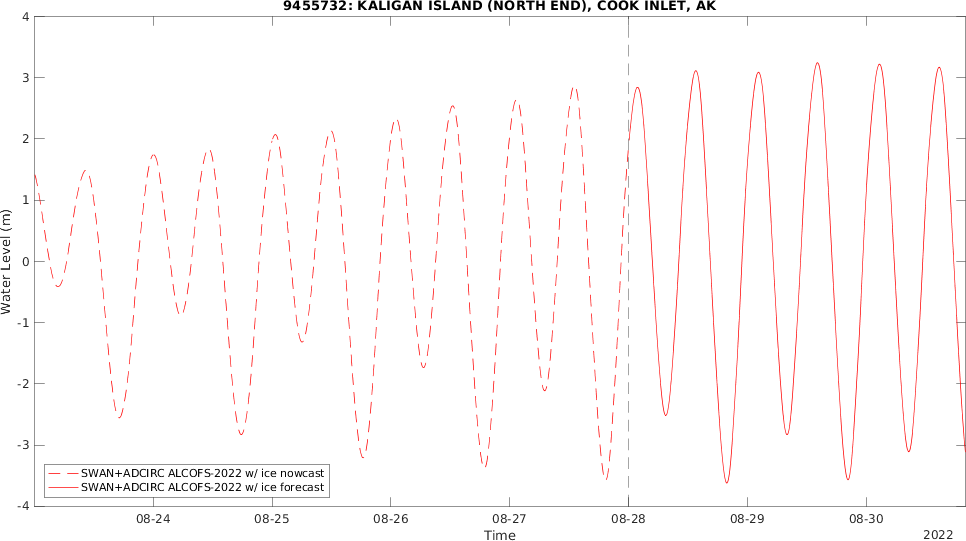 9455732: KALIGAN ISLAND (NORTH END), COOK INLET, AK
4
3
2
1
0
-1
-2
-3
-4
Water Level (m)
SWAN+ADCIRC ALCOFS-2022 w/ ice nowcast
SWAN+ADCIRC ALCOFS-2022 w/ ice forecast
08-24 08-25 08-26 08-27 08-28 08-29 08-30
Time
2022